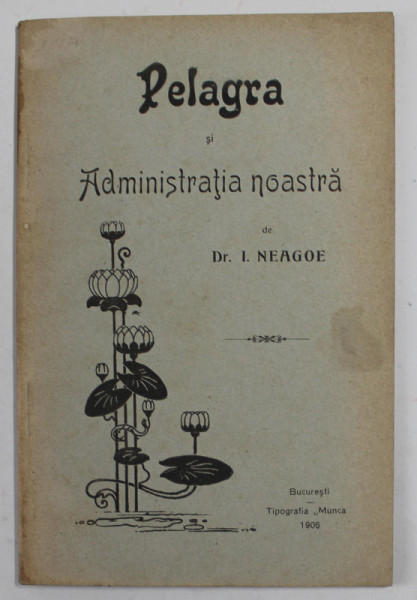 Pelagra
și
Administrația noastră
de
Dr. I. NEAGOE
București
Tipografia „Munca
1906